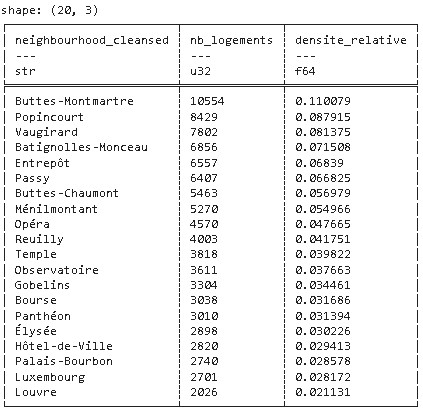 shape: (20, 3)
neighbourhood_cleansed nb_logements densite_relative
--- --- ---
str u32 f64
Buttes-Montmartre 10554 0.110079
Popincourt 8429 0.087915
Vaugirard 7802 0.081375
Batignolles-Monceau 6856 0.071508
Entrepôt 6557 0.06839
Passy 6407 0.066825
Buttes-Chaumont 5463 0.056979
Ménilmontant 5270 0.054966
Opéra 4570 0.047665
Reuilly 4003 0.041751
Temple 3818 0.039822
Observatoire 3611 0.037663
Gobelins 3304 0.034461
Bourse 3038 0.031686
Panthéon 3010 0.031394
Élysée 2898 0.030226
Hôtel-de-Ville 2820 0.029413
Palais-Bourbon 2740 0.028578
Luxembourg 2701 0.028172
Louvre 2026 0.021131